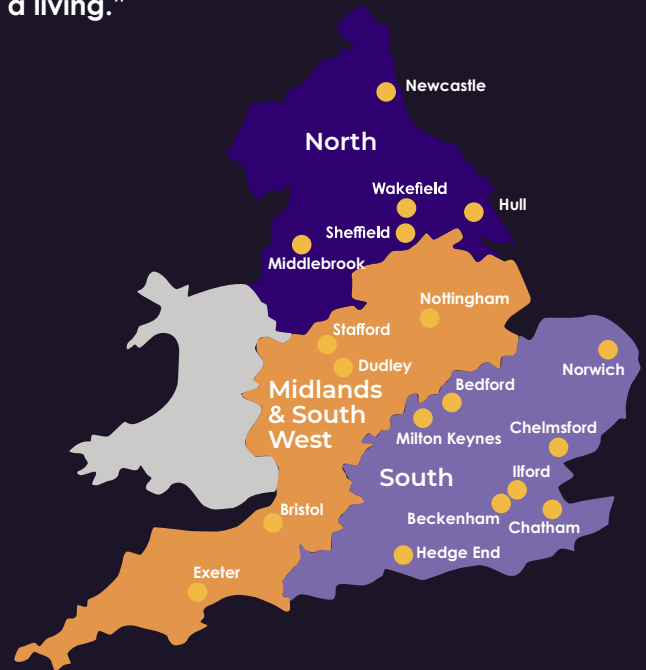 a living."
Newcastle
North
Wakefield
Hull
Sheffield
Middlebrook
Nottingham
Stafford
Dudley
Norwich
Midlands
& South
West
Bedford
Milton Keynes
Chelmsford
South
Ilford
Beckenham
Chatham
Bristol
Hedge End
Exeter